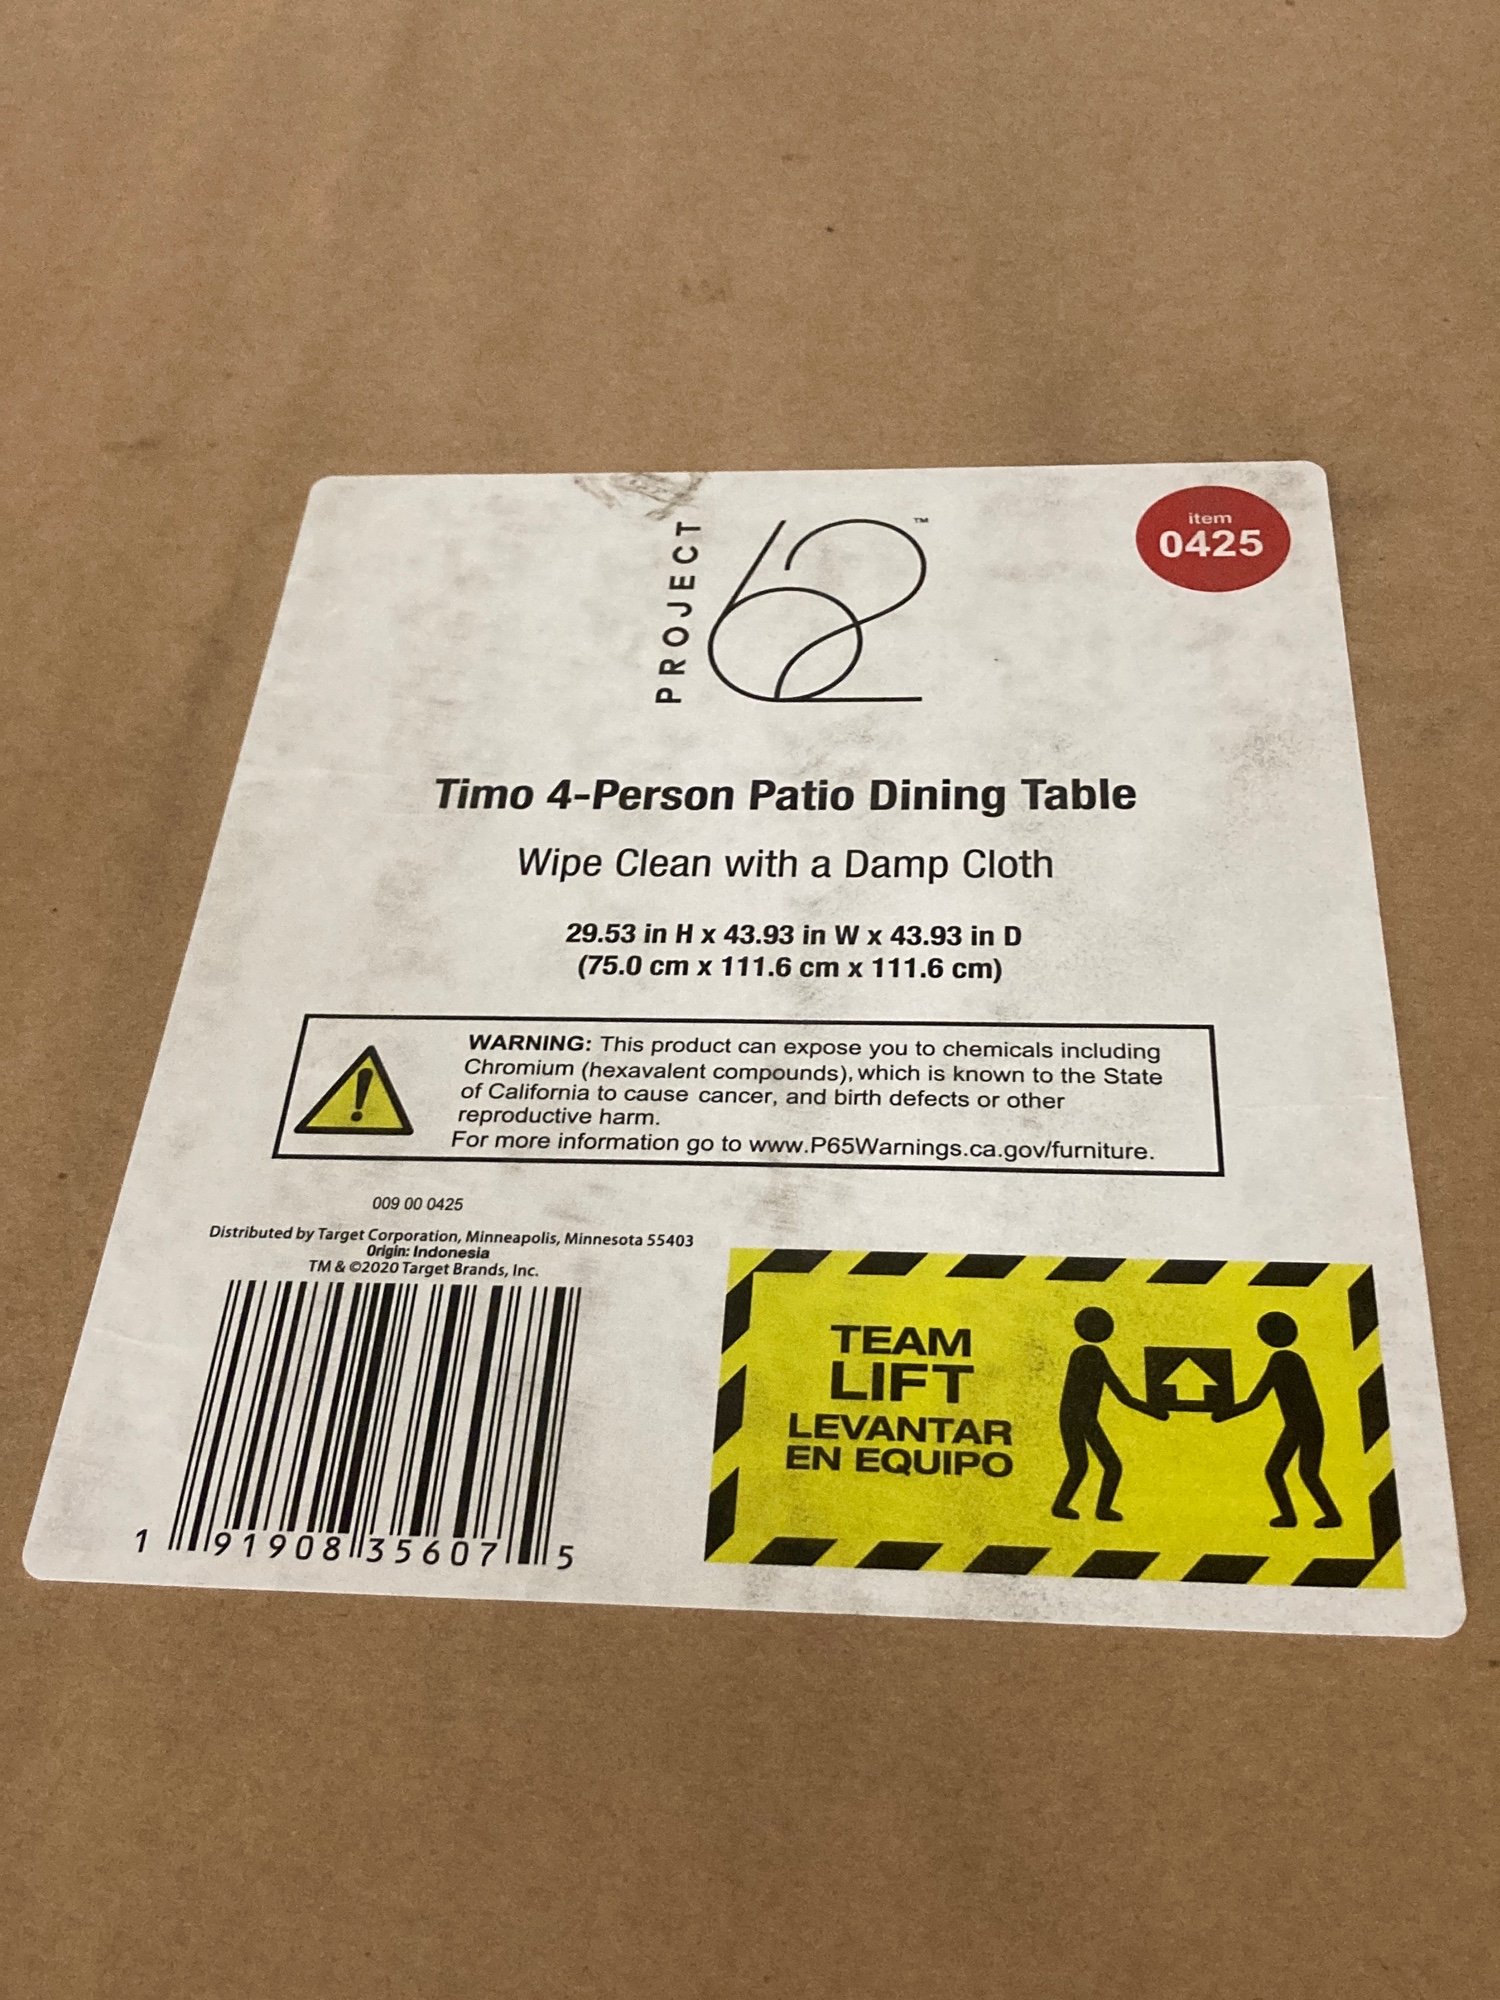 PROJECT 62™
item
0425
Timo 4-Person Patio Dining Table
Wipe Clean with a Damp Cloth
29.53 in H x 43.93 in W x 43.93 in D
(75.0 cm x 111.6 cm x 111.6 cm)
WARNING: This product can expose you to chemicals including
Chromium (hexavalent compounds), which is known to the State
of California to cause cancer, and birth defects or other
reproductive harm.
For more information go to www.P65Warnings.ca.gov/furniture.
009 00 0425
Distributed by Target Corporation, Minneapolis, Minnesota 55403
Origin: Indonesia
TM & ©2020 Target Brands, Inc.
1 91908 35607 5
TEAM
LIFT
LEVANTAR
EN EQUIPO